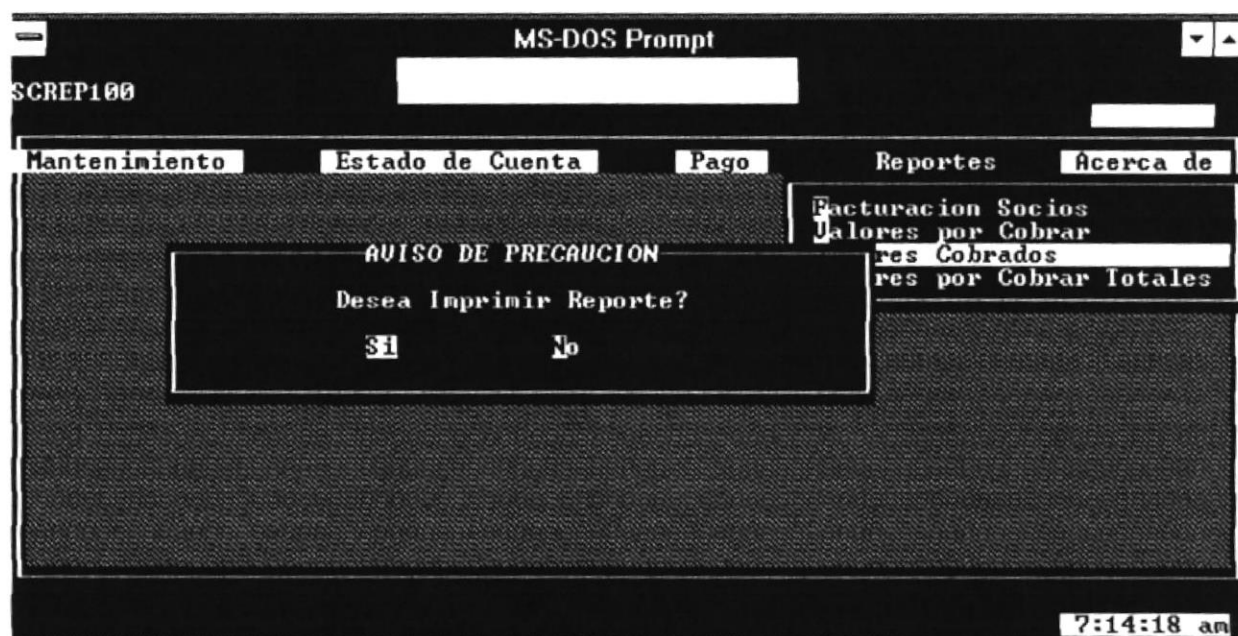 MS-DOS Prompt
SCREP100
Mantenimiento Estado de Cuenta Pago Reportes Acerca de
Facturacion Socios
Valores por Cobrar
res Cobrados
res por Cobrar Totales
AVISO DE PRECAUCION
Desea Imprimir Reporte?
Si No
7:14:18 am